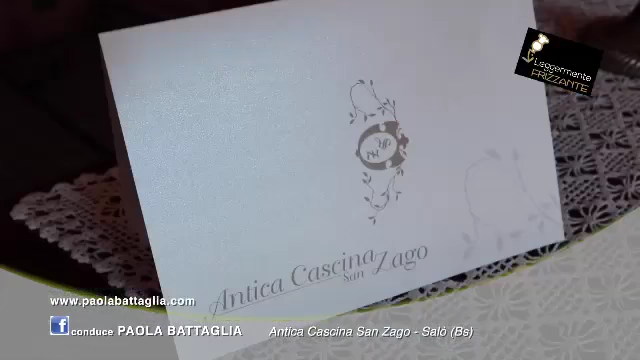 Leggermente
FRIZZANTE
Antica Cascina
San Zago
www.paolabattaglia.com
f conduce PAOLA BATTAGLIA
Antica Cascina San Zago - Salò (Bs)